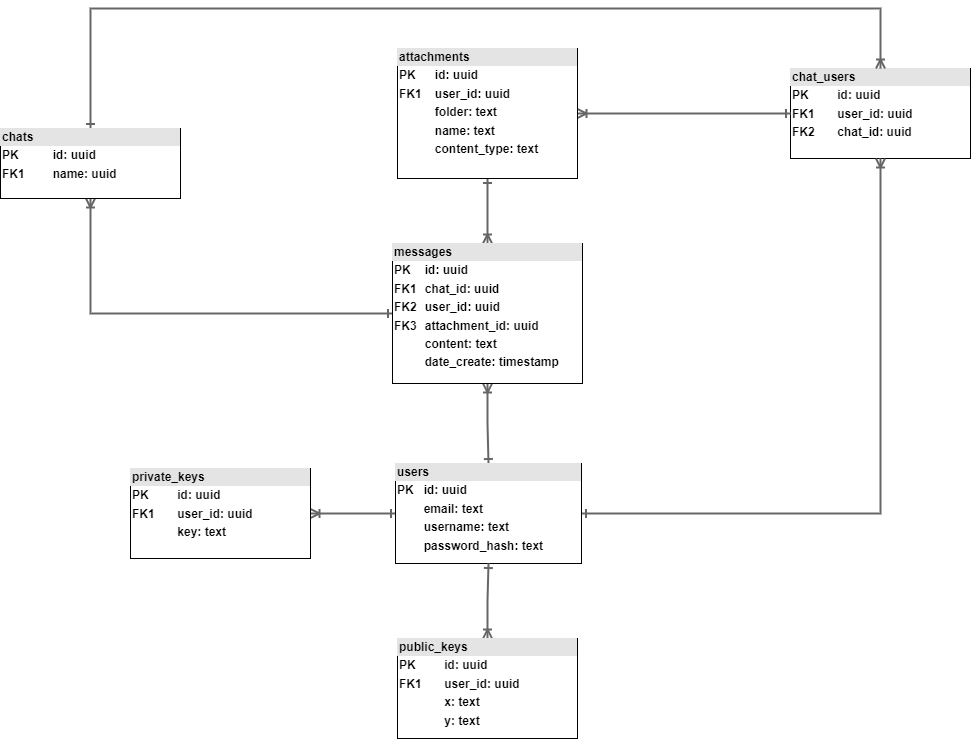 attachments
PK id: uuid
FK1 user_id: uuid
folder: text
name: text
content_type: text
chat_users
PK id: uuid
FK1 user_id: uuid
FK2 chat_id: uuid
chats
PK id: uuid
FK1 name: uuid
messages
PK id: uuid
FK1 chat_id: uuid
FK2 user_id: uuid
FK3 attachment_id: uuid
content: text
date_create: timestamp
private_keys
PK id: uuid
FK1 user_id: uuid
key: text
users
PK id: uuid
email: text
username: text
password_hash: text
public_keys
PK id: uuid
FK1 user_id: uuid
x: text
y: text